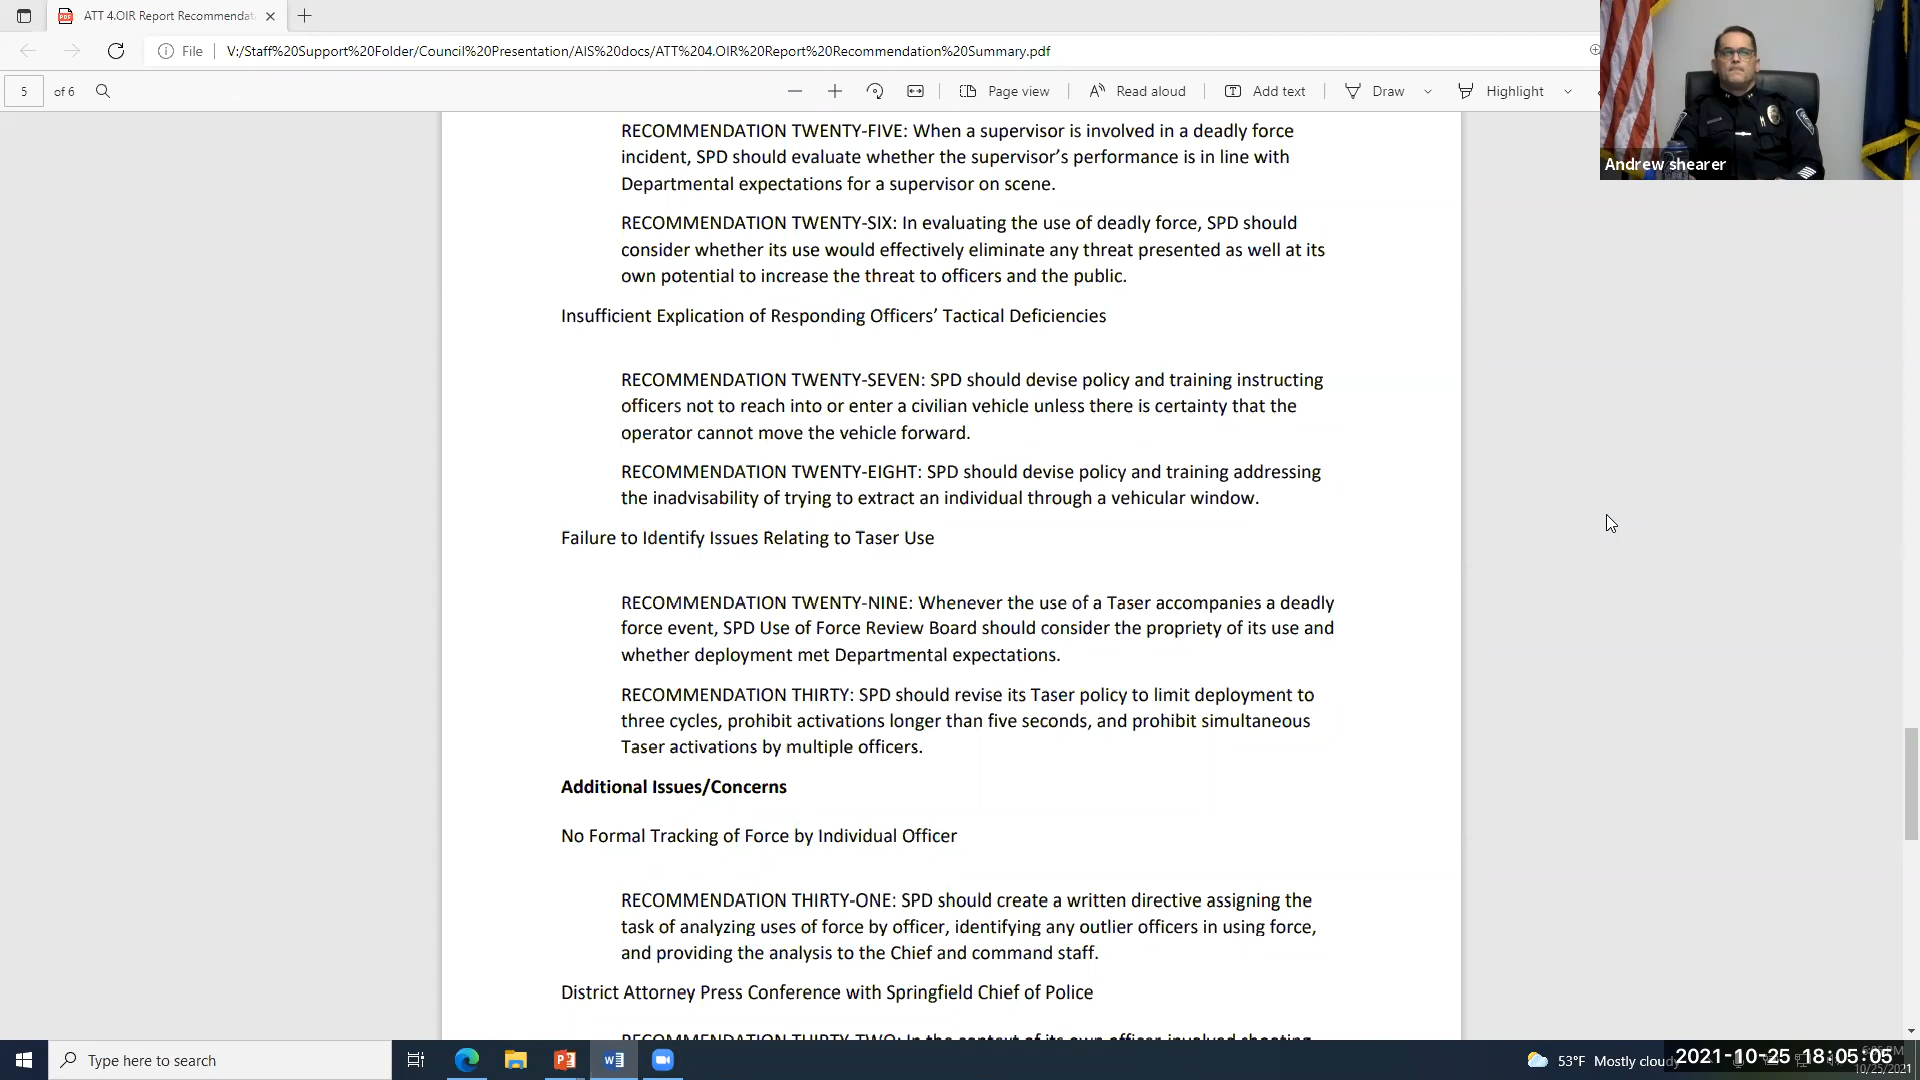 ATT 4.OIR Report Recommendat
File
V:/Staff%20Support%20Folder/Council%20Presentation/AIS%20docs/ATT%204.OIR%20Report%20Recommendation%20Summary.pdf
5 of 6
Page view
Read aloud
Add text
Draw
Highlight
Andrew shearer
RECOMMENDATION TWENTY-FIVE: When a supervisor is involved in a deadly force
incident, SPD should evaluate whether the supervisor’s performance is in line with
Departmental expectations for a supervisor on scene.
RECOMMENDATION TWENTY-SIX: In evaluating the use of deadly force, SPD should
consider whether its use would effectively eliminate any threat presented as well at its
own potential to increase the threat to officers and the public.
Insufficient Explication of Responding Officers’ Tactical Deficiencies
RECOMMENDATION TWENTY-SEVEN: SPD should devise policy and training instructing
officers not to reach into or enter a civilian vehicle unless there is certainty that the
operator cannot move the vehicle forward.
RECOMMENDATION TWENTY-EIGHT: SPD should devise policy and training addressing
the inadvisability of trying to extract an individual through a vehicular window.
Failure to Identify Issues Relating to Taser Use
RECOMMENDATION TWENTY-NINE: Whenever the use of a Taser accompanies a deadly
force event, SPD Use of Force Review Board should consider the propriety of its use and
whether deployment met Departmental expectations.
RECOMMENDATION THIRTY: SPD should revise its Taser policy to limit deployment to
three cycles, prohibit activations longer than five seconds, and prohibit simultaneous
Taser activations by multiple officers.
Additional Issues/Concerns
No Formal Tracking of Force by Individual Officer
RECOMMENDATION THIRTY-ONE: SPD should create a written directive assigning the
task of analyzing uses of force by officer, identifying any outlier officers in using force,
and providing the analysis to the Chief and command staff.
District Attorney Press Conference with Springfield Chief of Police
RECOMMENDATION THIRTY-TWO: In the context of its own officer involved shooting
Type here to search
53°F Mostly cloudy
2021-10-25 18:05:05
10/25/2021